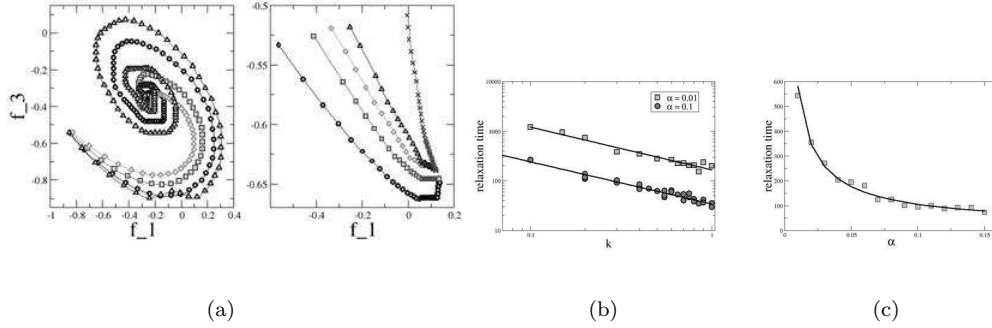 0
-0.2
-0.4
-0.6
-0.8
f_3
-1 -0.8 -0.6 -0.4 -0.2 0 0.2 0.4
f_1
-0.5
-0.55
-0.6
-0.65
-0.4 -0.2 0 0.2
f_1
10000
1000
100
10
relaxation time
α = 0.01
α = 0.1
0.1 1
k
600
500
400
300
200
100
0
relaxation time
0 0.05 0.1 0.15
α
(a) (b) (c)